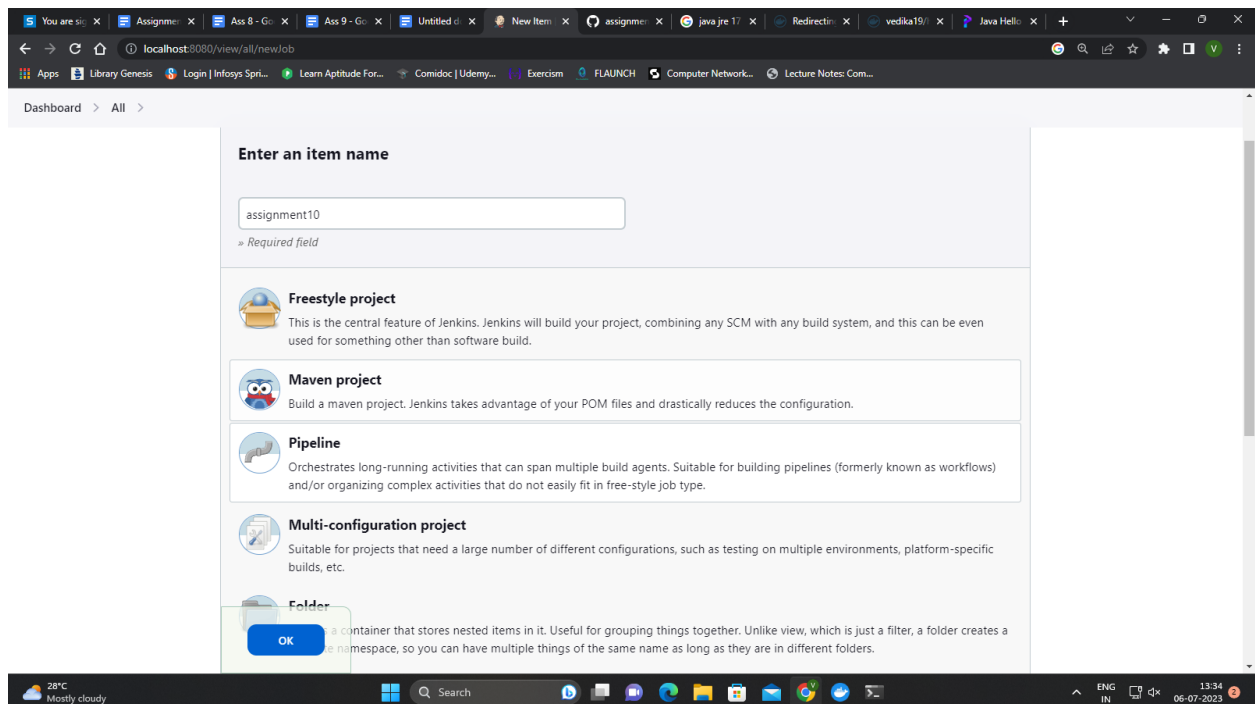 You are sig
Assignmen
Ass 8 - Go
Ass 9 - Go
Untitled d
New Item
assignmen
java jre 17
Redirectin
vedika19/
Java Hello
localhost:8080/view/all/newJob
V
Apps
Library Genesis
Login | Infosys Spri...
Learn Aptitude For...
Comidoc | Udemy...
Exercism
FLAUNCH
Computer Network...
Lecture Notes: Com...
Dashboard > All >
Enter an item name
assignment10
» Required field
Freestyle project
This is the central feature of Jenkins. Jenkins will build your project, combining any SCM with any build system, and this can be even
used for something other than software build.
Maven project
Build a maven project. Jenkins takes advantage of your POM files and drastically reduces the configuration.
Pipeline
Orchestrates long-running activities that can span multiple build agents. Suitable for building pipelines (formerly known as workflows)
and/or organizing complex activities that do not easily fit in free-style job type.
Multi-configuration project
Suitable for projects that need a large number of different configurations, such as testing on multiple environments, platform-specific
builds, etc.
Folder
a container that stores nested items in it. Useful for grouping things together. Unlike view, which is just a filter, a folder creates a
namespace, so you can have multiple things of the same name as long as they are in different folders.
OK
28°C
Mostly cloudy
Search
ENG
IN
13:34
06-07-2023
2